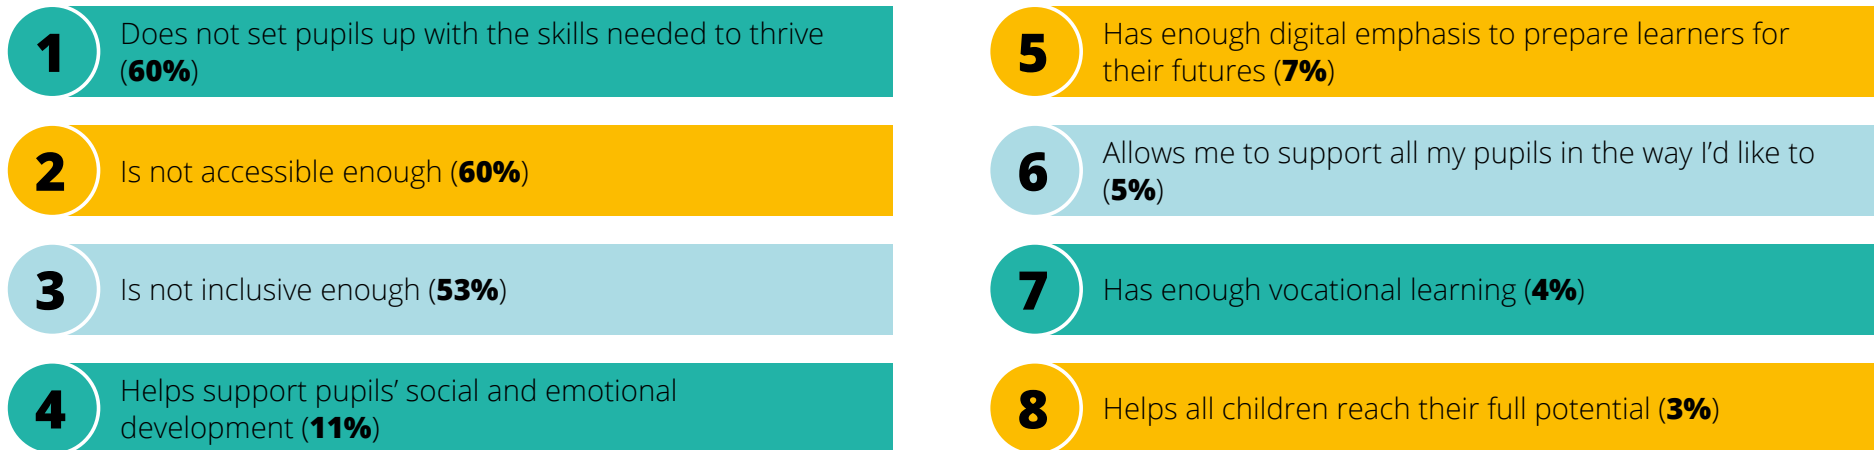 1
Does not set pupils up with the skills needed to thrive
(60%)
2
Is not accessible enough (60%)
3
Is not inclusive enough (53%)
4
Helps support pupils’ social and emotional
development (11%)
5
Has enough digital emphasis to prepare learners for
their futures (7%)
6
Allows me to support all my pupils in the way I’d like to
(5%)
7
Has enough vocational learning (4%)
8
Helps all children reach their full potential (3%)